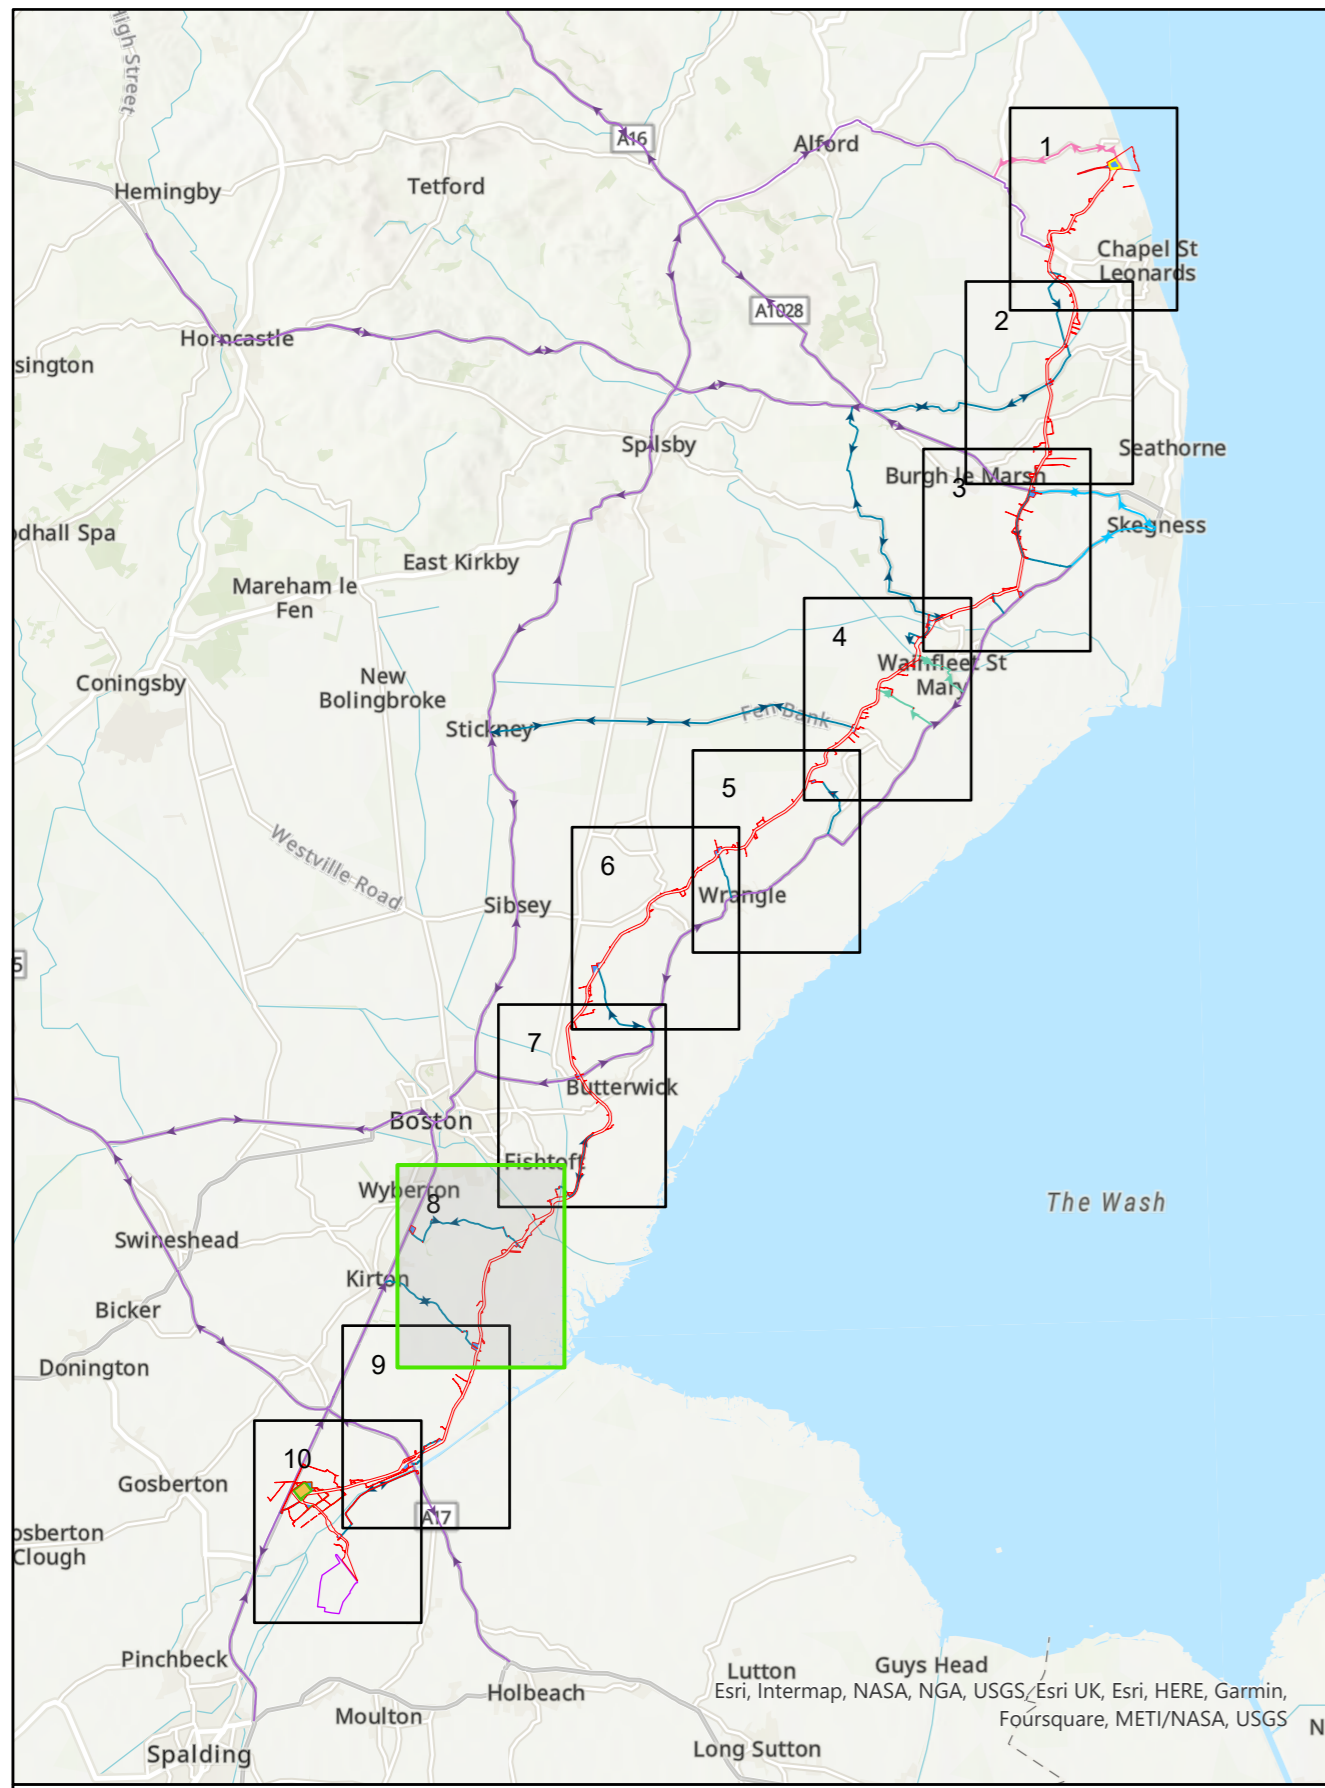 High Street
A16
Alford
1
Hemingby
Tetford
Chapel St
Leonards
A1028
2
Horncastle
sington
Spilsby
Seathorne
Burgh le Marsh
3
Skegness
odhall Spa
East Kirkby
Mareham le
Fen
4
Wainfleet St
Mary
New
Bolingbroke
Coningsby
Fen Bank
Stickney
5
Westville Road
6
Wrangle
Sibsey
5
7
Butterwick
Boston
Fishtoft
Wyberton
8
The Wash
Swineshead
Kirton
Bicker
9
Donington
10
Gosberton
A17
osberton
Clough
Pinchbeck
Lutton
Guys Head
Holbeach
Esri, Intermap, NASA, NGA, USGS, Esri UK, Esri, HERE, Garmin,
Foursquare, METI/NASA, USGS
Moulton
N
Long Sutton
Spalding